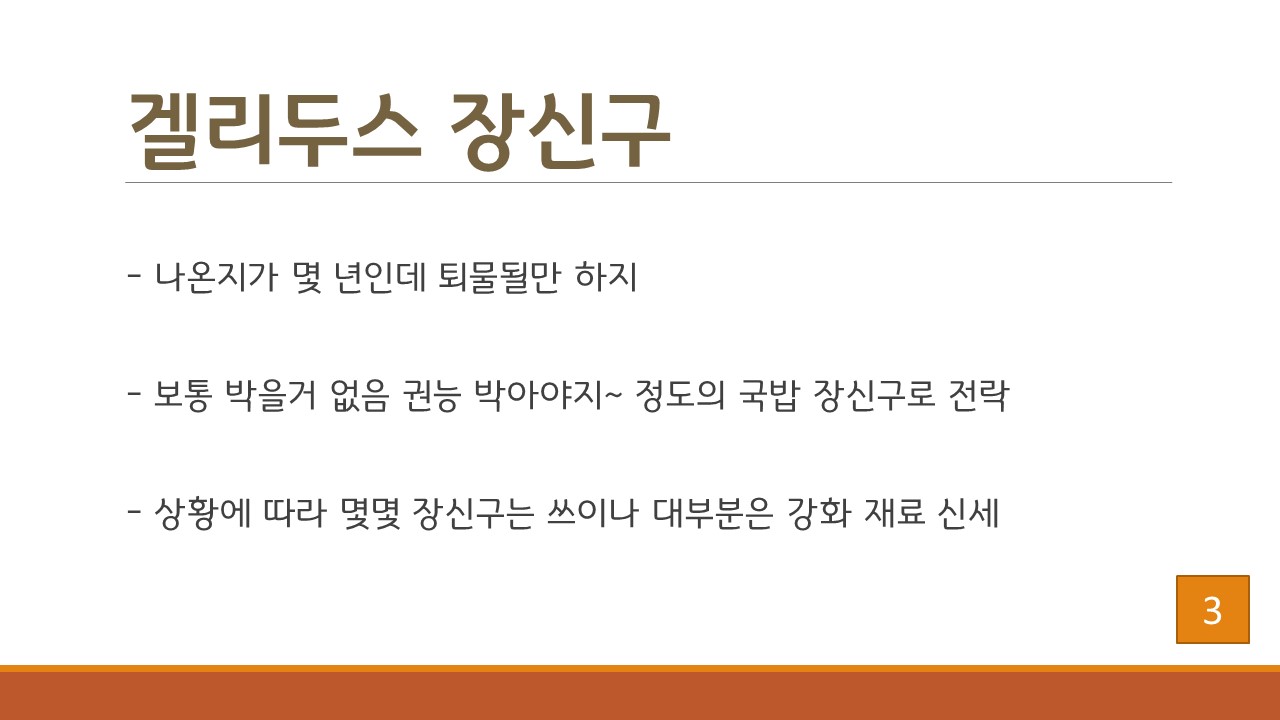 겔리두스 장신구
- 나온지가 몇 년인데 퇴물될만 하지
- 보통 박을거 없음 권능 박아야지~ 정도의 국밥 장신구로 전락
- 상황에 따라 몇몇 장신구는 쓰이나 대부분은 강화 재료 신세
3